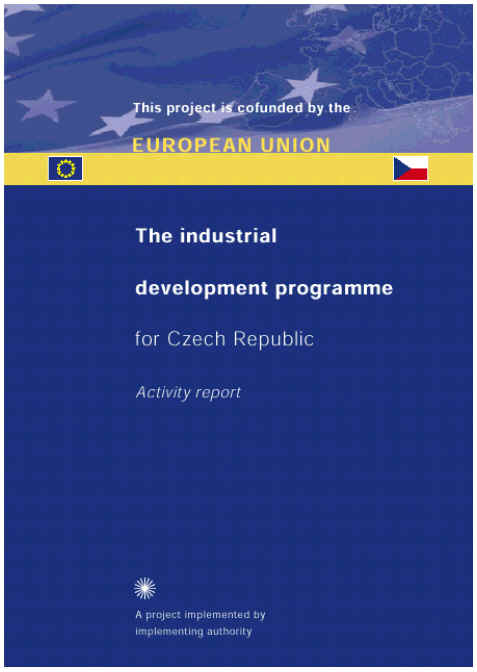 This project is cofunded by the
EUROPEAN UNION
The industrial
development programme
for Czech Republic
Activity report
A project implemented by
implementing authority